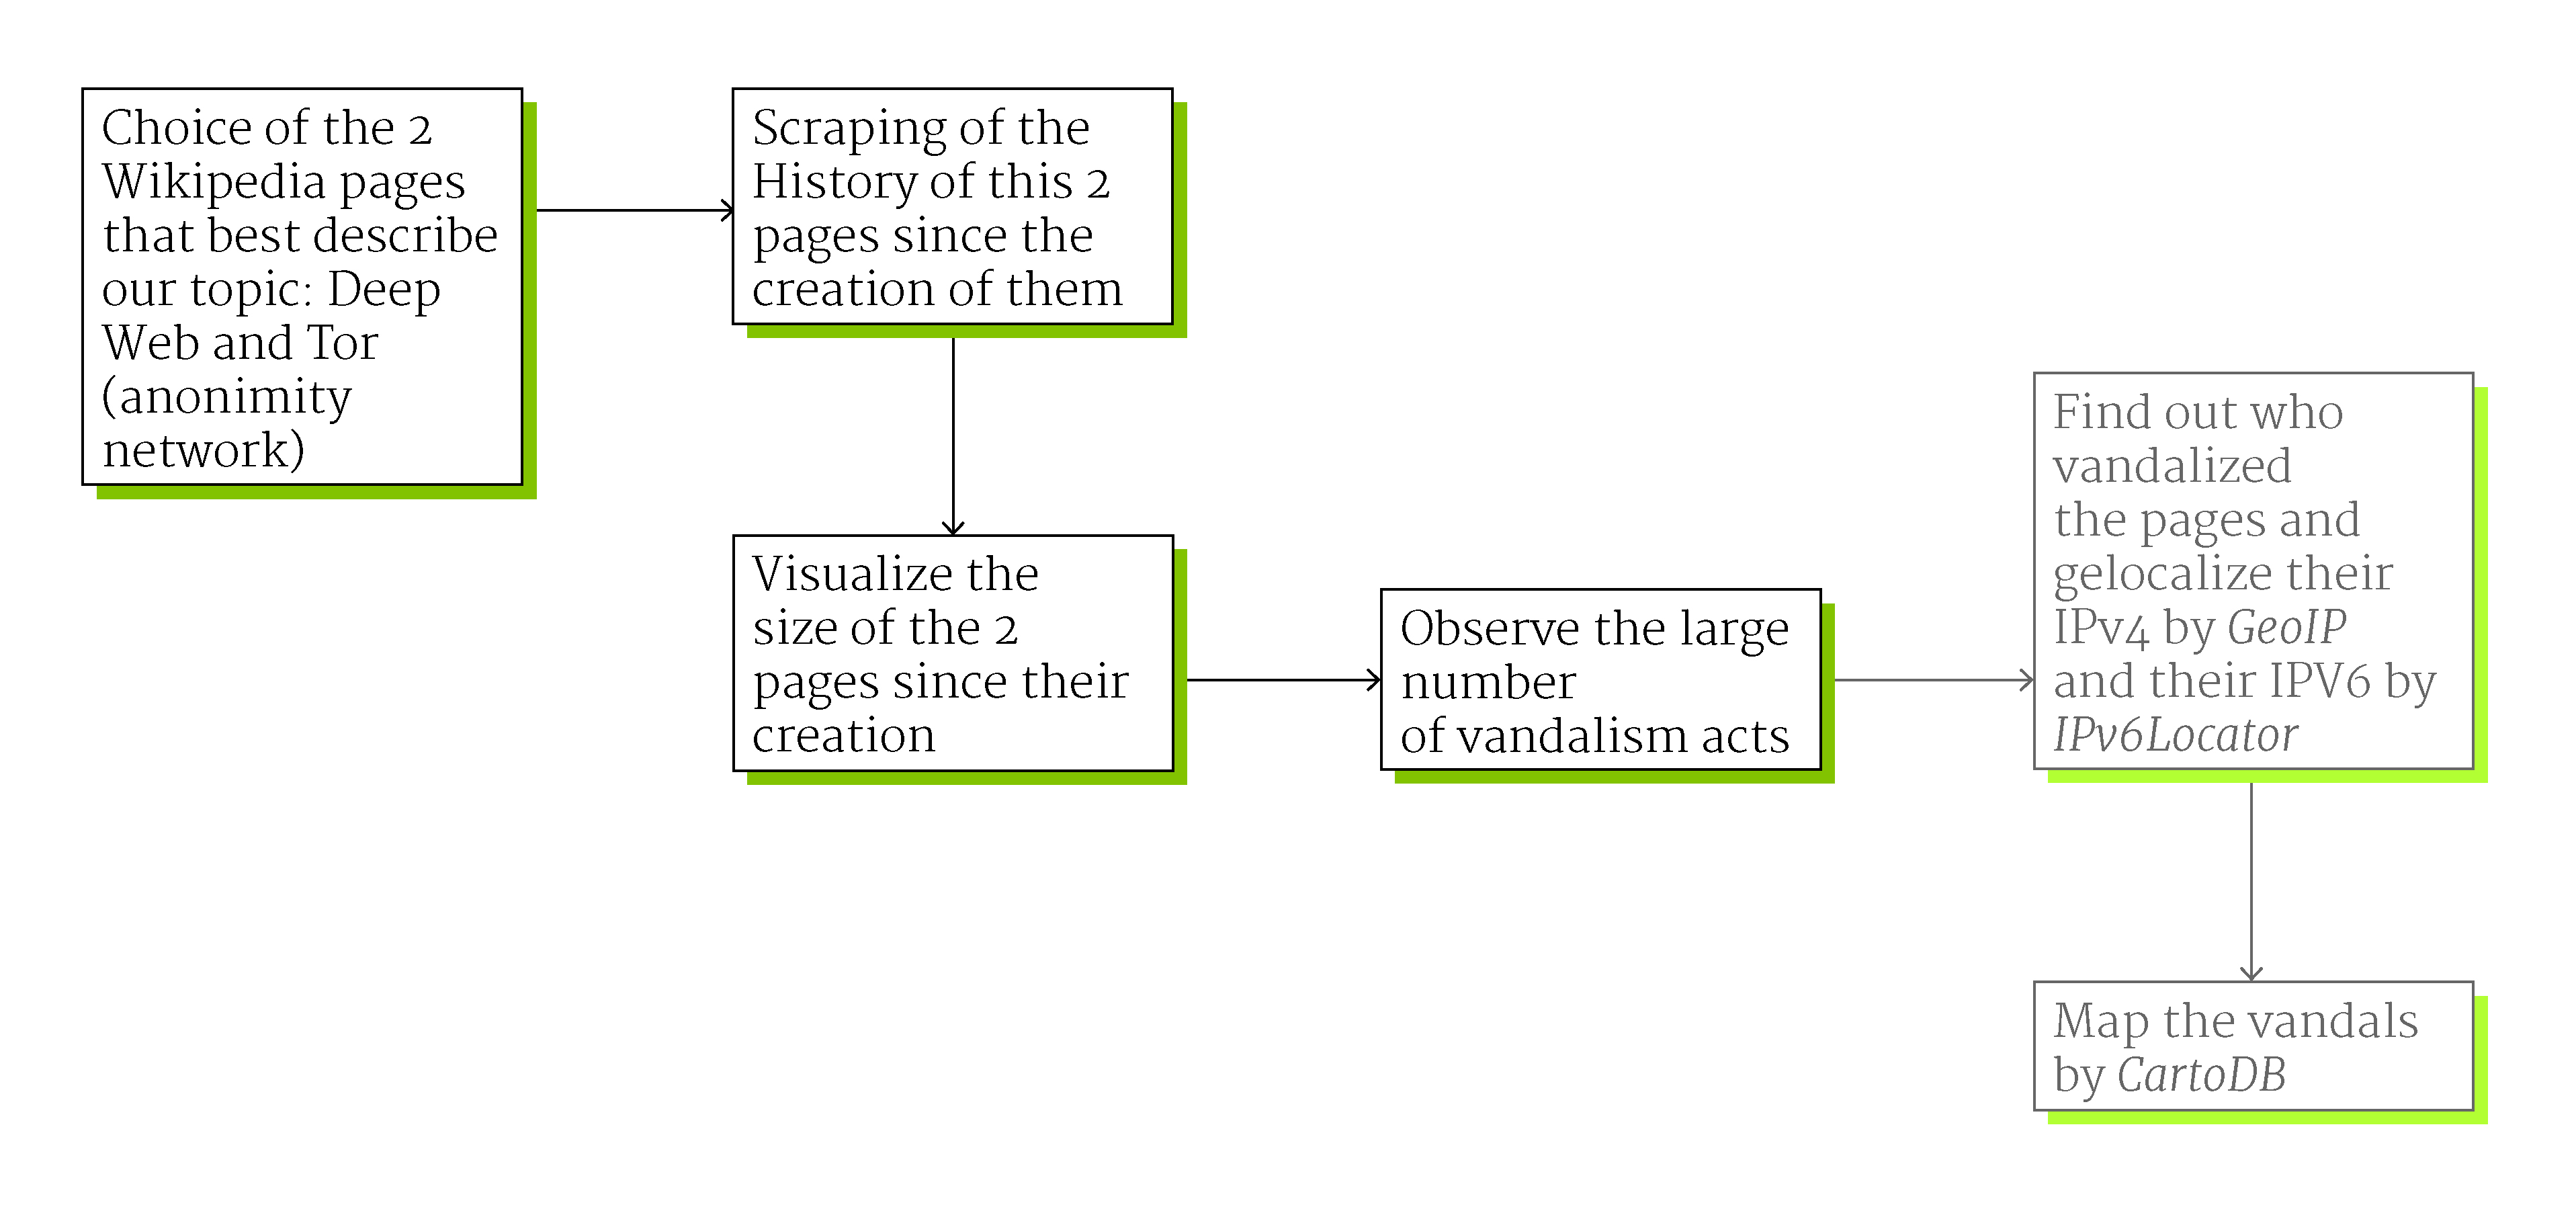 Choice of the 2
Wikipedia pages
that best describe
our topic: Deep
Web and Tor
(anonimity
network)
Scraping of the
History of this 2
pages since the
creation of them
Visualize the
size of the 2
pages since their
creation
Observe the large
number
of vandalism acts
Find out who
vandalized
the pages and
gelocalize their
IPv4 by GeoIP
and their IPV6 by
IPv6Locator
Map the vandals
by CartoDB